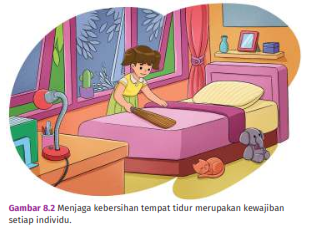 Gambar 8.2 Menjaga kebersihan tempat tidur merupakan kewajiban
setiap individu.